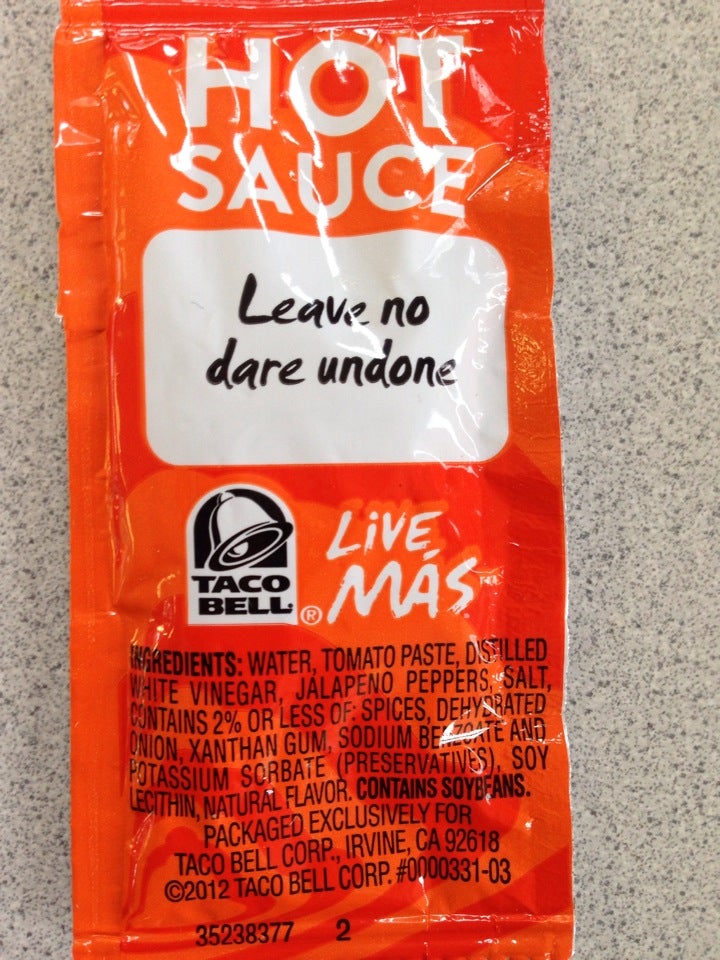 HOT
SAUCE
Leave no
dare undone
TACO
BELL®
LiVE
MÁS™
INGREDIENTS: WATER, TOMATO PASTE, DISTILLED
WHITE VINEGAR, JALAPENO PEPPERS, SALT,
CONTAINS 2% OR LESS OF: SPICES, DEHYDRATED
ONION, XANTHAN GUM, SODIUM BENZOATE AND
POTASSIUM SORBATE (PRESERVATIVES), SOY
LECITHIN, NATURAL FLAVOR. CONTAINS SOYBEANS.
PACKAGED EXCLUSIVELY FOR
TACO BELL CORP., IRVINE, CA 92618
©2012 TACO BELL CORP. #0000331-03
35238377 2